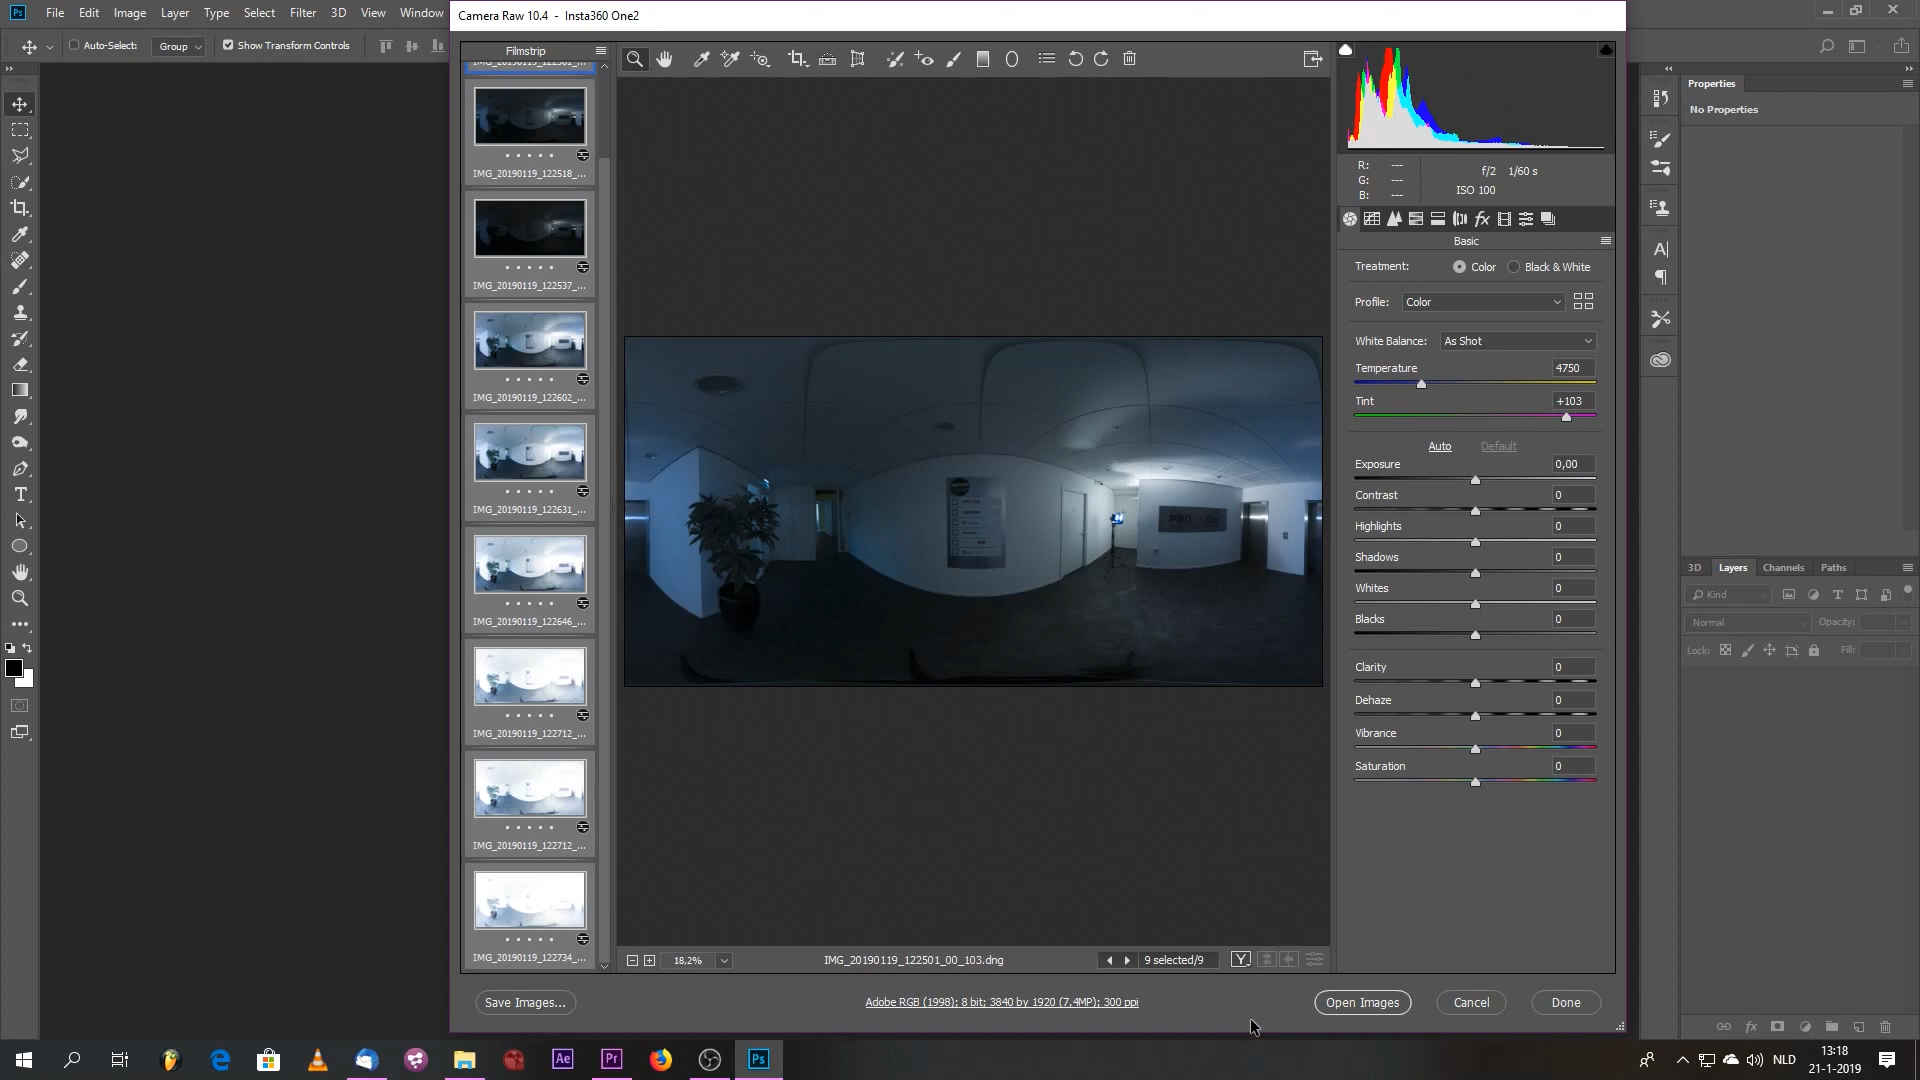 Ps File Edit Image Layer Type Select Filter 3D View Window
Camera Raw 10.4 - Insta360 One2
Auto-Select: Group Show Transform Controls
Filmstrip
IMG_20190119_122501_...
IMG_20190119_122518_...
IMG_20190119_122537_...
IMG_20190119_122602_...
IMG_20190119_122631_...
IMG_20190119_122646_...
IMG_20190119_122712_...
IMG_20190119_122712_...
IMG_20190119_122734_...
18,2%
IMG_20190119_122501_00_103.dng
9 selected/9
Save Images...
Adobe RGB (1998); 8 bit; 3840 by 1920 (7,4MP); 300 ppi
Open Images
Cancel
Done
R: ---
G: ---
B: ---
f/2 1/60 s
ISO 100
Basic
Treatment: Color Black & White
Profile: Color
White Balance: As Shot
Temperature 4750
Tint +103
Auto Default
Exposure 0,00
Contrast 0
Highlights 0
Shadows 0
Whites 0
Blacks 0
Clarity 0
Dehaze 0
Vibrance 0
Saturation 0
Properties
No Properties
3D Layers Channels Paths
Kind
Normal Opacity:
Lock: Fill:
Ae Pr Ps
NLD
13:18
21-1-2019